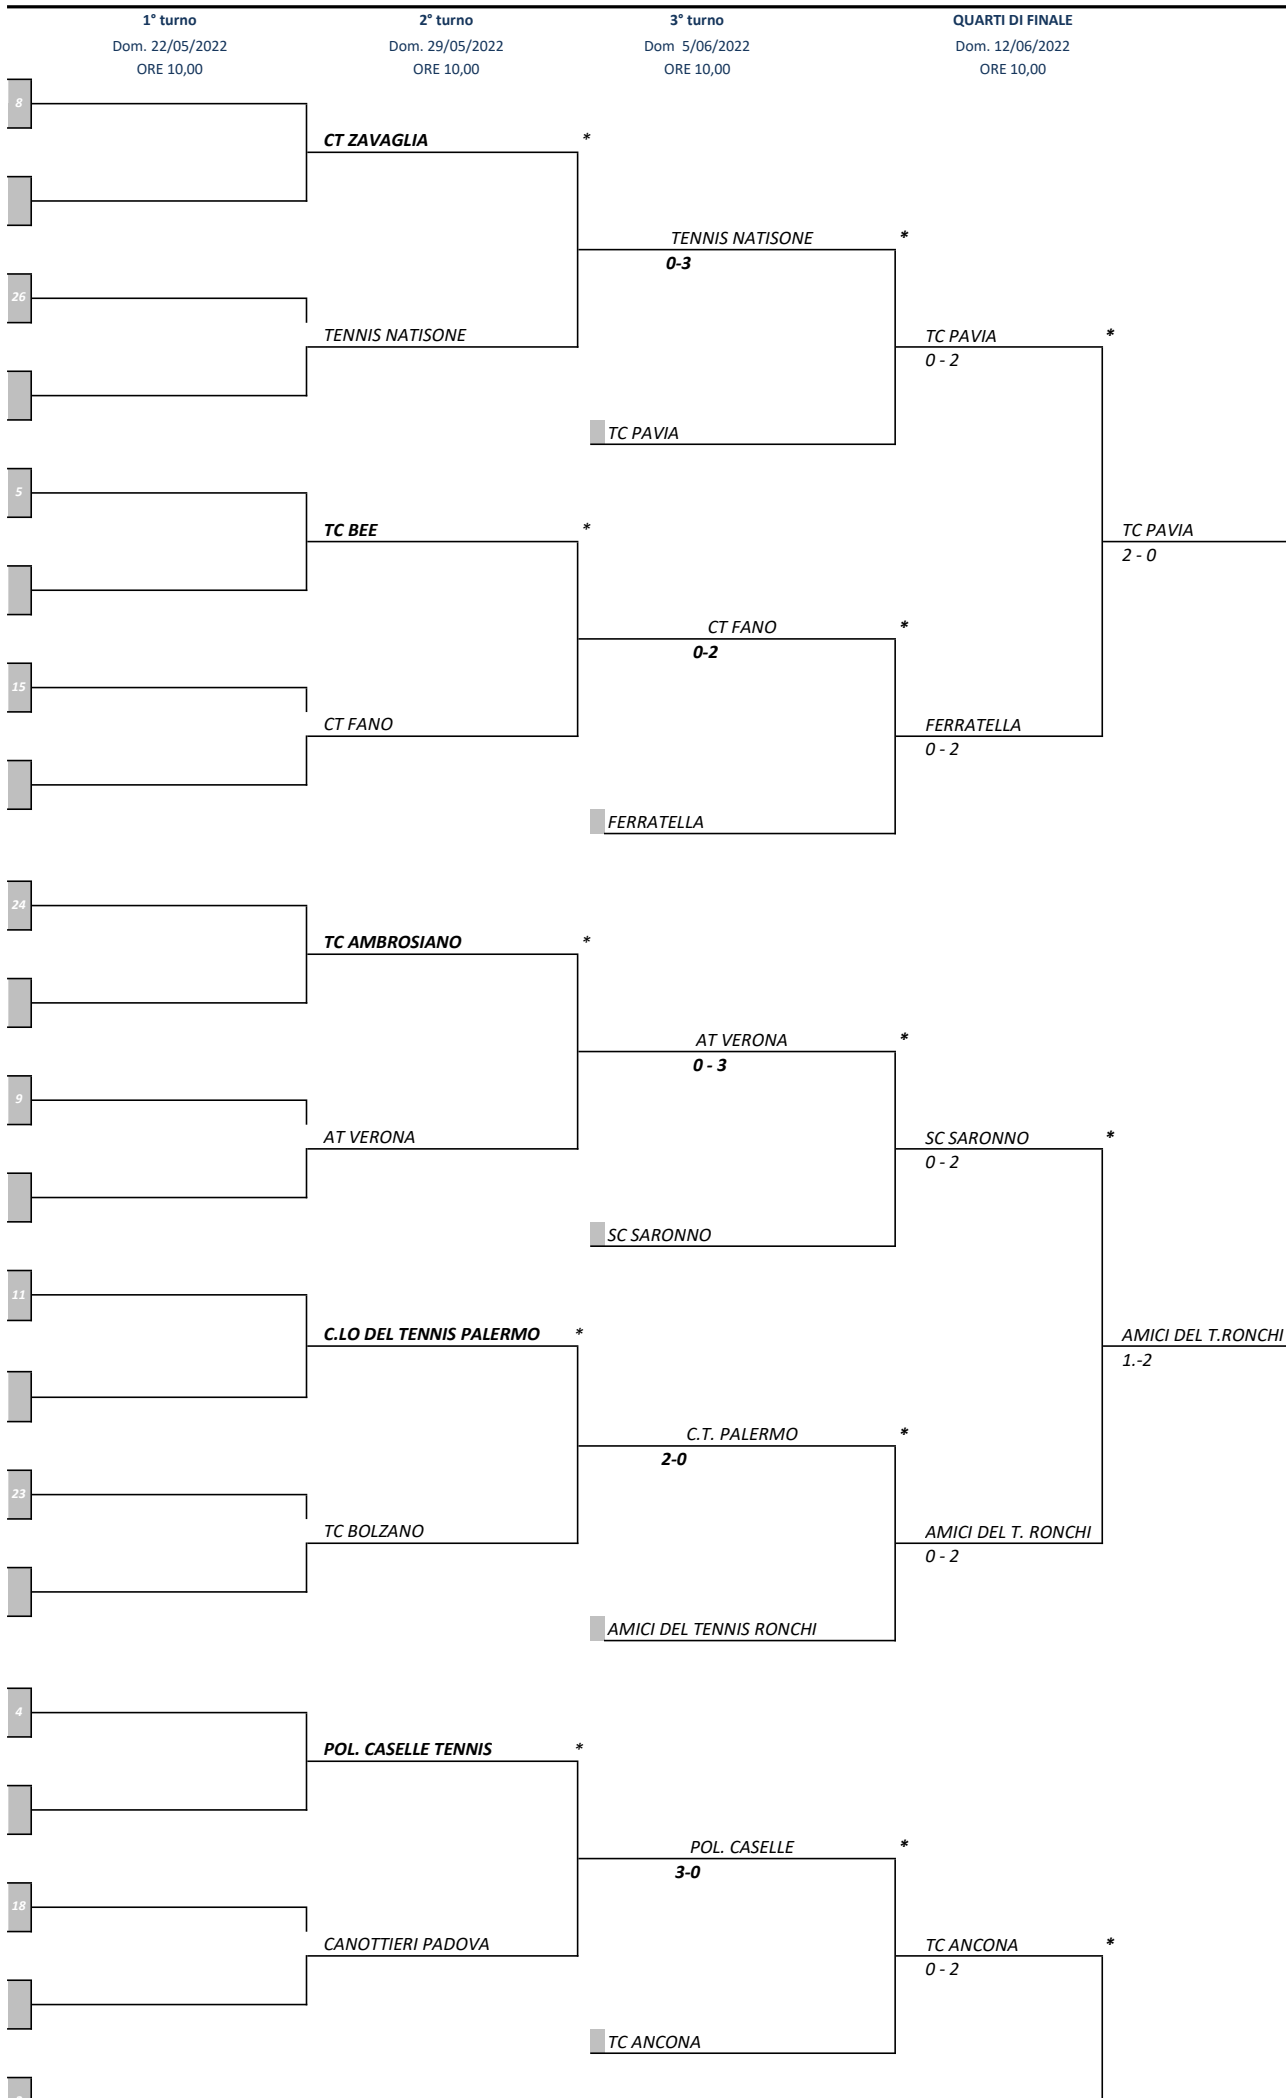 1° turno 2° turno 3° turno QUARTI DI FINALE
Dom. 22/05/2022 Dom. 29/05/2022 Dom 5/06/2022 Dom. 12/06/2022
ORE 10,00 ORE 10,00 ORE 10,00 ORE 10,00
8
CT ZAVAGLIA *
TENNIS NATISONE *
0-3
26
TENNIS NATISONE
TC PAVIA *
0 - 2
TC PAVIA
5
TC BEE *
TC PAVIA
2 - 0
CT FANO *
0-2
15
CT FANO
FERRATELLA
0 - 2
FERRATELLA
24
TC AMBROSIANO *
AT VERONA *
0 - 3
9
AT VERONA
SC SARONNO *
0 - 2
SC SARONNO
11
C.LO DEL TENNIS PALERMO *
AMICI DEL T.RONCHI
1.-2
C.T. PALERMO *
2-0
23
TC BOLZANO
AMICI DEL T. RONCHI
0 - 2
AMICI DEL TENNIS RONCHI
4
POL. CASELLE TENNIS *
POL. CASELLE *
3-0
18
CANOTTIERI PADOVA
TC ANCONA *
0 - 2
TC ANCONA